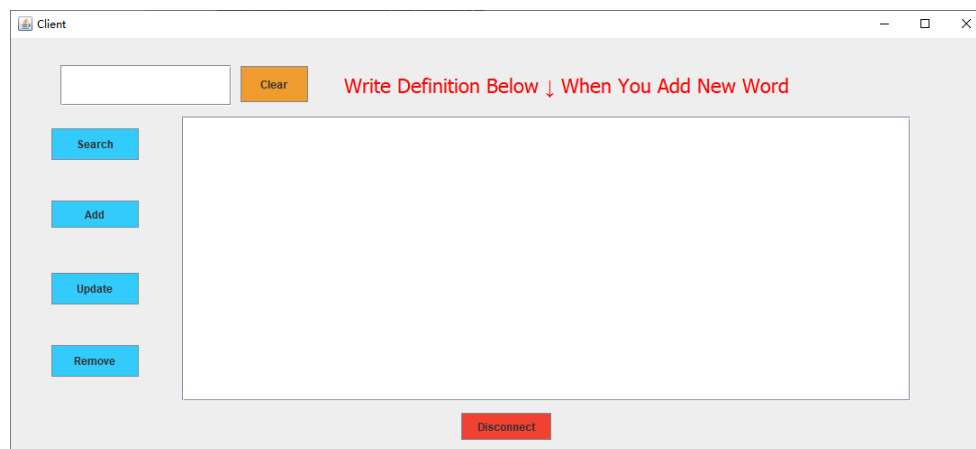 Client
Clear
Write Definition Below ↓ When You Add New Word
Search
Add
Update
Remove
Disconnect